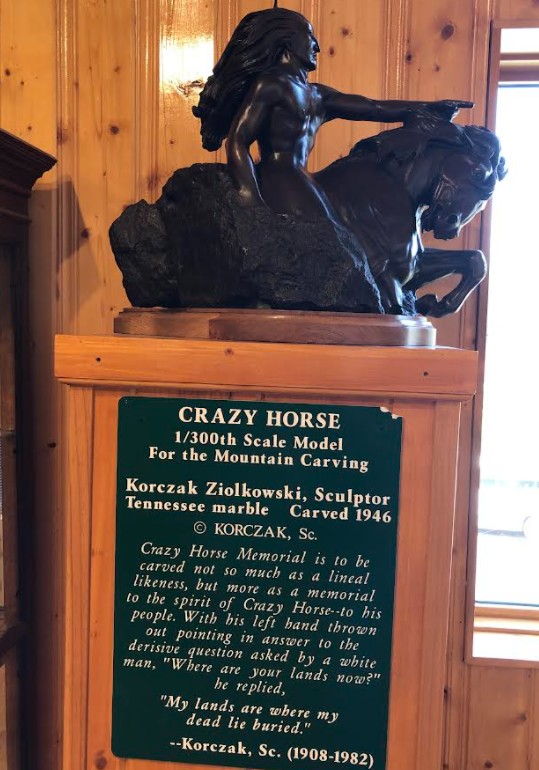 CRAZY HORSE
1/300th Scale Model
For the Mountain Carving
Korczak Ziolkowski, Sculptor
Tennessee marble Carved 1946
© KORCZAK, Sc.
Crazy Horse Memorial is to be
carved not so much as a lineal
likeness, but more as a memorial
to the spirit of Crazy Horse--to his
people. With his left hand thrown
out pointing in answer to the
derisive question asked by a white
man. "Where are your lands now?"
he replied,
"My lands are where my
dead lie buried."
--Korczak, Sc. (1908-1982)